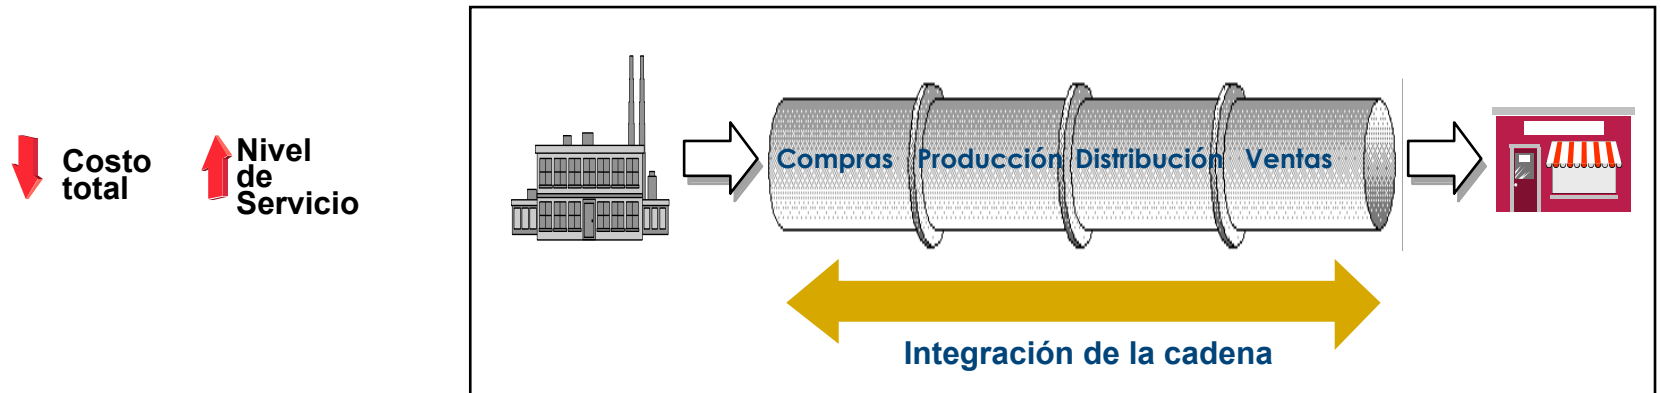 Costo
total
Nivel
de
Servicio
Compras Producción Distribución Ventas
Integración de la cadena